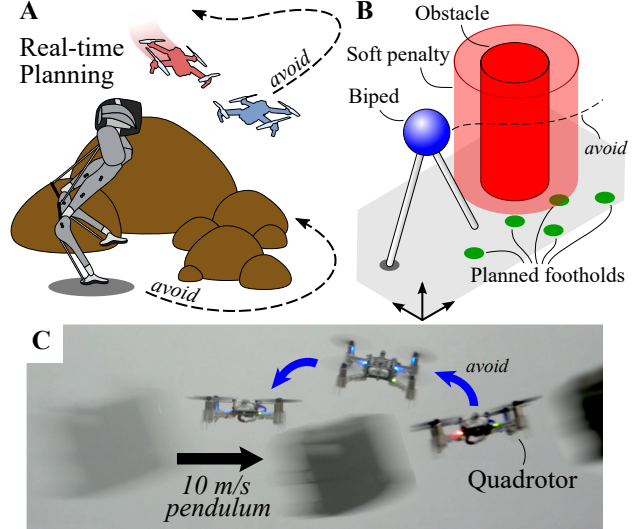 A
Real-time
Planning
avoid
avoid
B
Obstacle
Soft penalty
Biped
avoid
Planned footholds
C
avoid
10 m/s
pendulum
Quadrotor